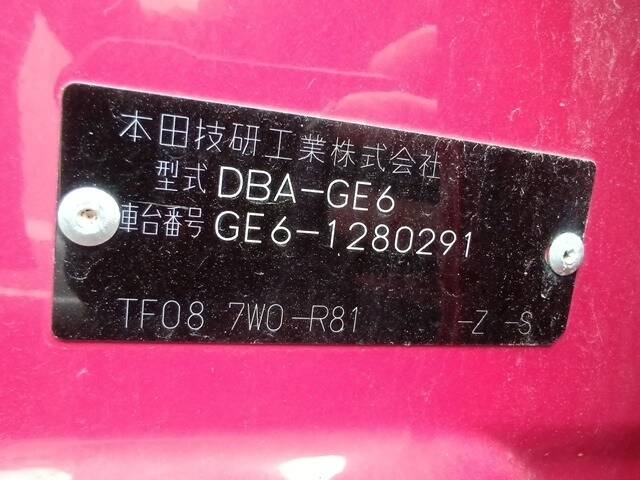 本田技研工業株式会社
型式 DBA-GE6
車台番号 GE6-1280291
TF08 7W0-R81 -Z -S